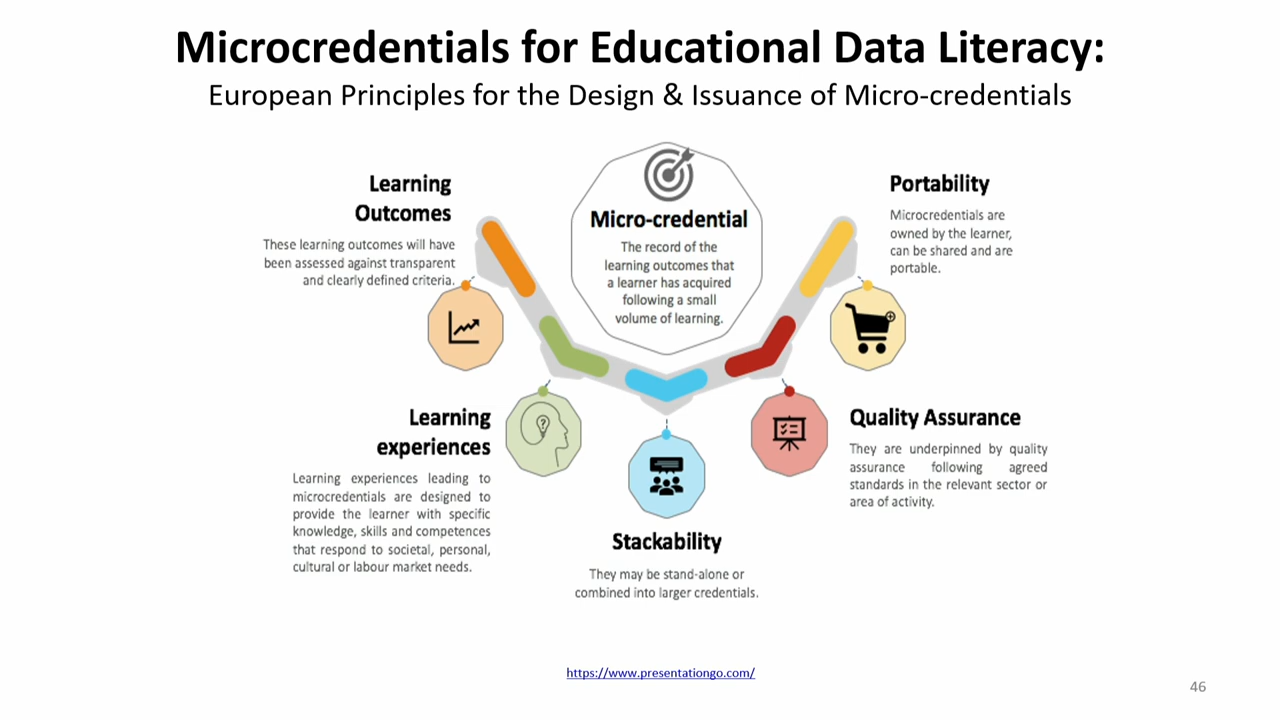 Microcredentials for Educational Data Literacy:
European Principles for the Design & Issuance of Micro-credentials
Learning
Outcomes
These learning outcomes will have
been assessed against transparent
and clearly defined criteria.
Micro-credential
The record of the
learning outcomes that
a learner has acquired
following a small
volume of learning.
Portability
Microcredentials are
owned by the learner,
can be shared and are
portable.
Learning
experiences
Learning experiences leading to
microcredentials are designed to
provide the learner with specific
knowledge, skills and competences
that respond to societal, personal,
cultural or labour market needs.
Stackability
They may be stand-alone or
combined into larger credentials.
Quality Assurance
They are underpinned by quality
assurance following agreed
standards in the relevant sector or
area of activity.
https://www.presentationgo.com/
46